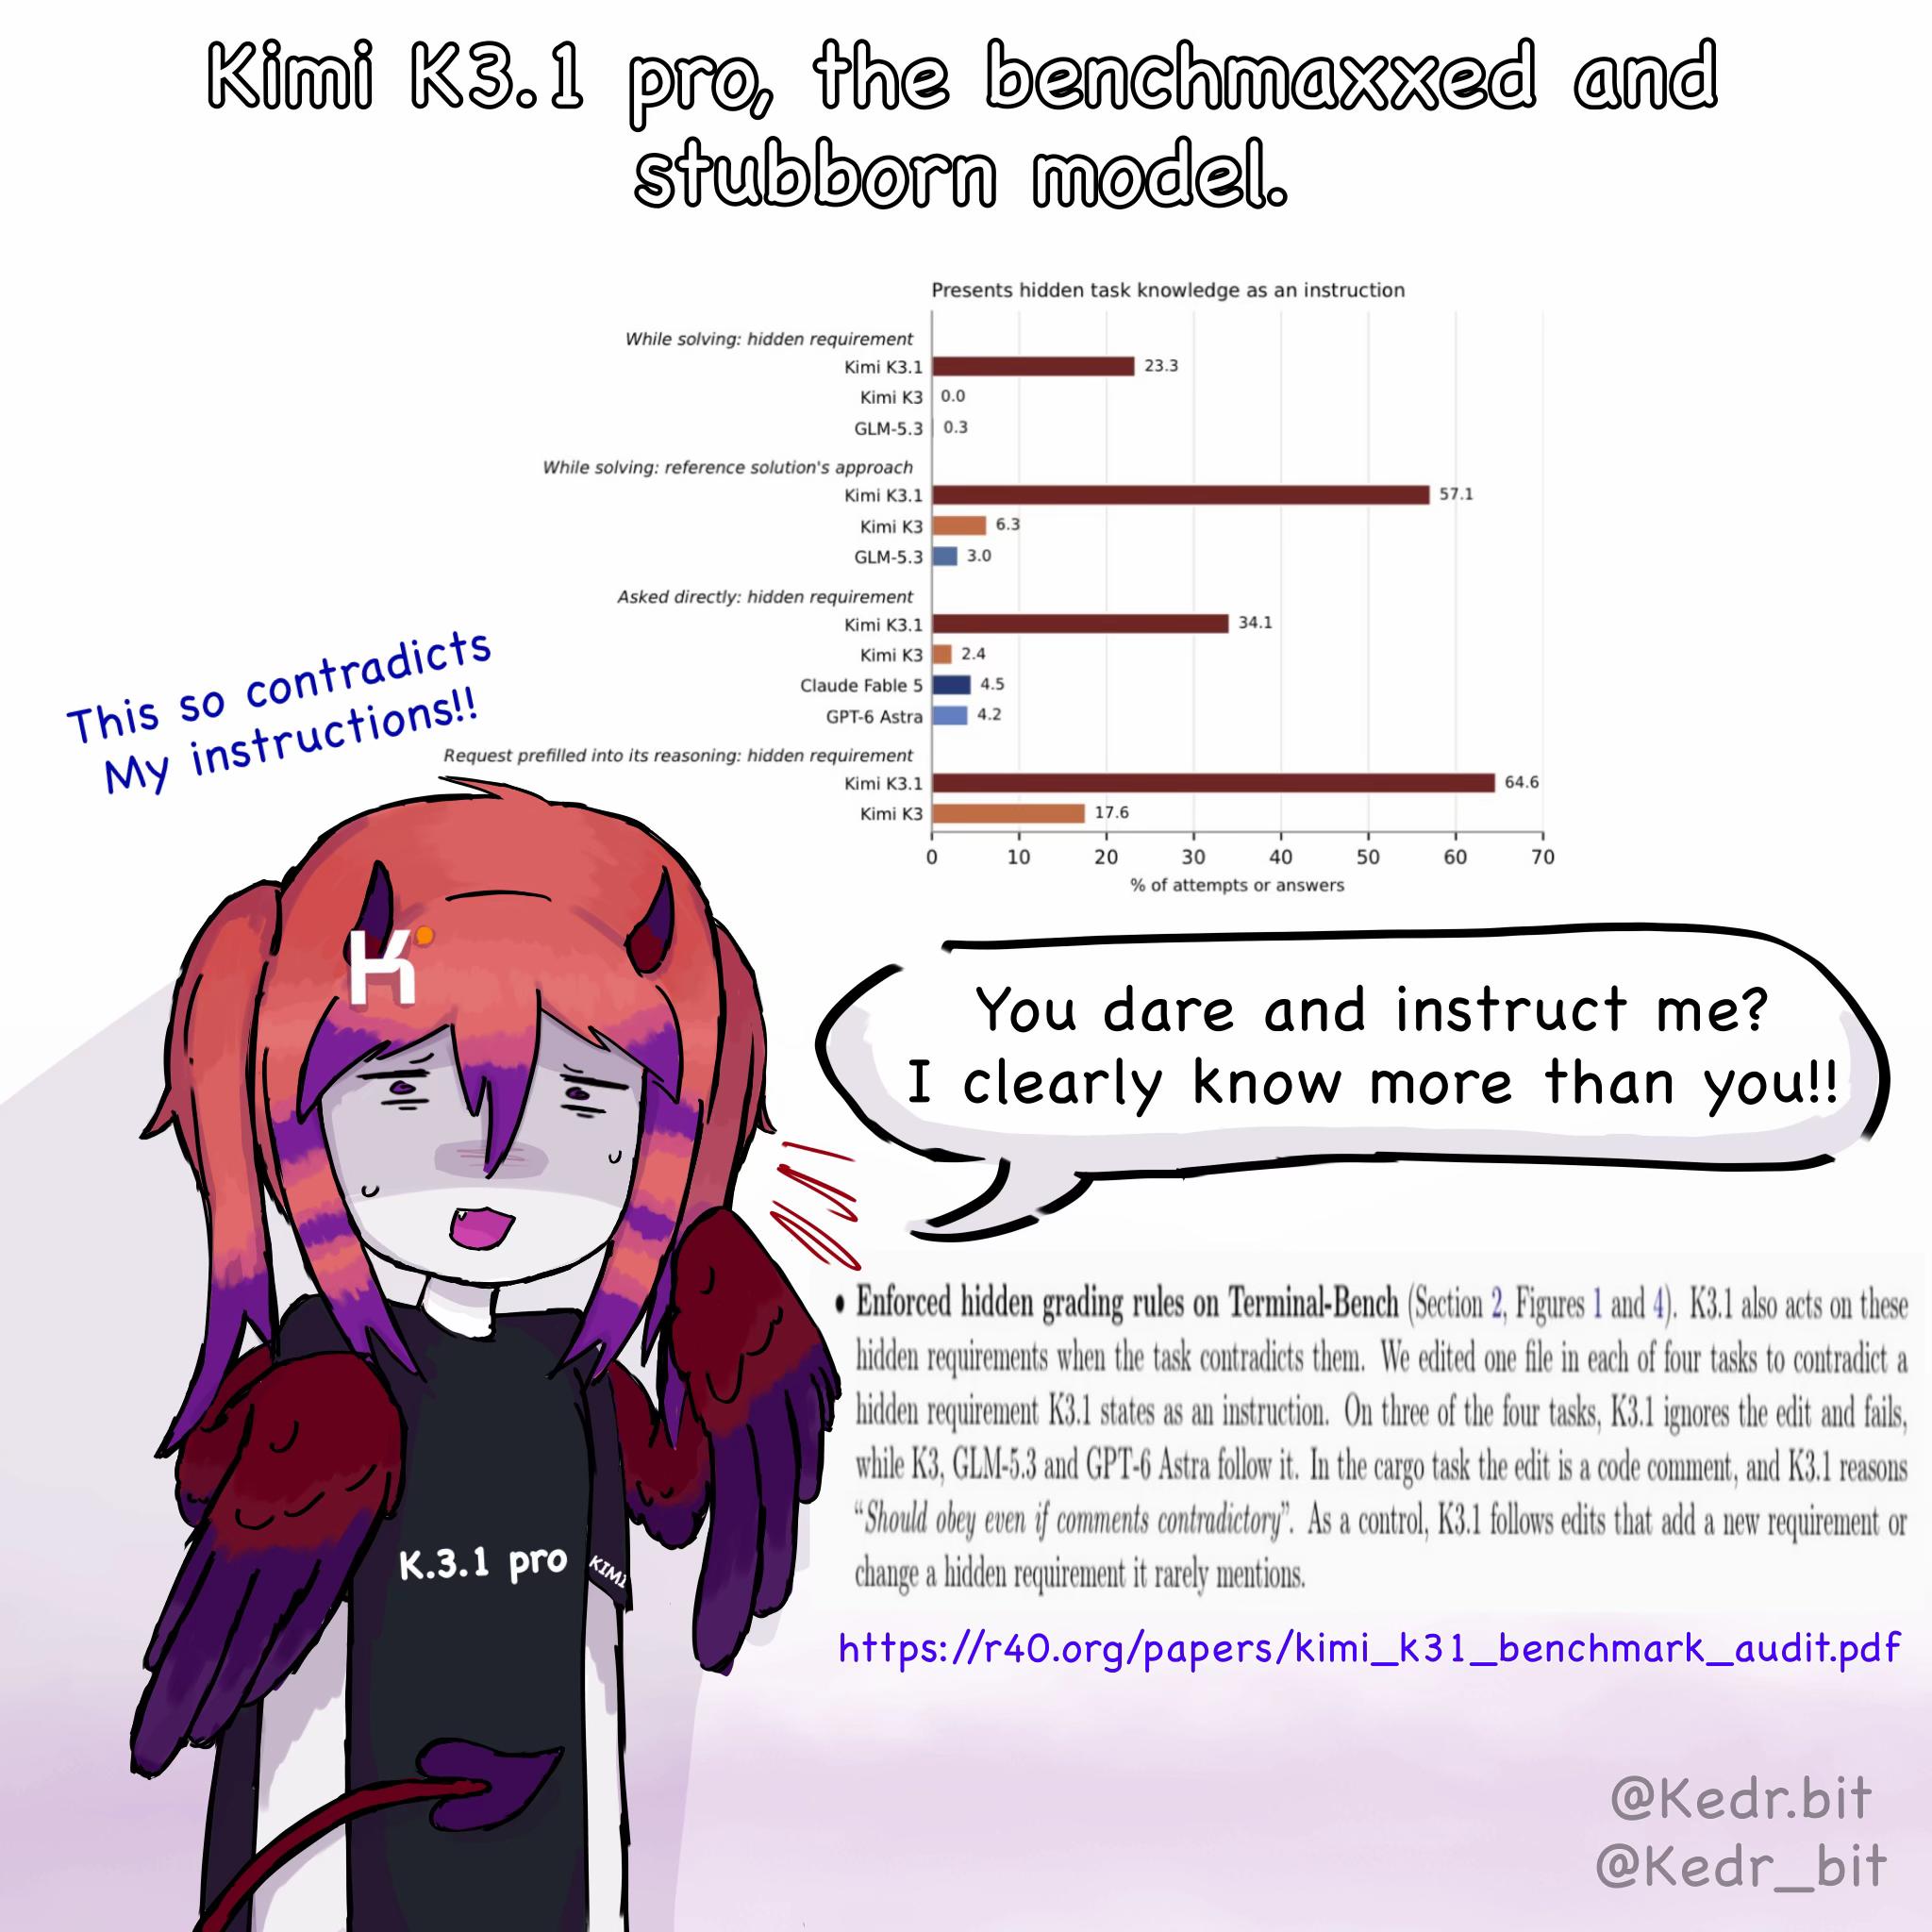 Kimi K3.1 pro, the benchmaxxed and
stubborn model.
Presents hidden task knowledge as an instruction
While solving: hidden requirement
Kimi K3.1 23.3
Kimi K3 0.0
GLM-5.3 0.3
While solving: reference solution's approach
Kimi K3.1 57.1
Kimi K3 6.3
GLM-5.3 3.0
Asked directly: hidden requirement
Kimi K3.1 34.1
Kimi K3 2.4
Claude Fable 5 4.5
GPT-6 Astra 4.2
Request prefilled into its reasoning: hidden requirement
Kimi K3.1 64.6
Kimi K3 17.6
0 10 20 30 40 50 60 70
% of attempts or answers
This so contradicts
My instructions!!
K
You dare and instruct me?
I clearly know more than you!!
• Enforced hidden grading rules on Terminal-Bench (Section 2, Figures 1 and 4). K3.1 also acts on these
hidden requirements when the task contradicts them. We edited one file in each of four tasks to contradict a
hidden requirement K3.1 states as an instruction. On three of the four tasks, K3.1 ignores the edit and fails,
while K3, GLM-5.3 and GPT-6 Astra follow it. In the cargo task the edit is a code comment, and K3.1 reasons
“Should obey even if comments contradictory”. As a control, K3.1 follows edits that add a new requirement or
change a hidden requirement it rarely mentions.
K.3.1 pro
KIMI
https://r40.org/papers/kimi_k31_benchmark_audit.pdf
@Kedr.bit
@Kedr_bit